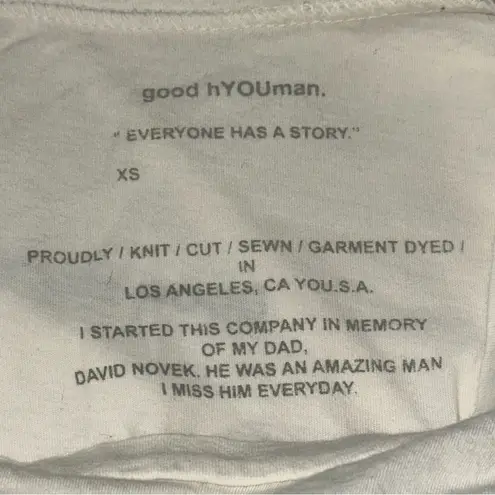 good hYOUman.
"EVERYONE HAS A STORY."
XS
PROUDLY / KNIT / CUT / SEWN / GARMENT DYED /
IN
LOS ANGELES, CA YOU.S.A.
I STARTED THIS COMPANY IN MEMORY
OF MY DAD,
DAVID NOVEK. HE WAS AN AMAZING MAN
I MISS HIM EVERYDAY.